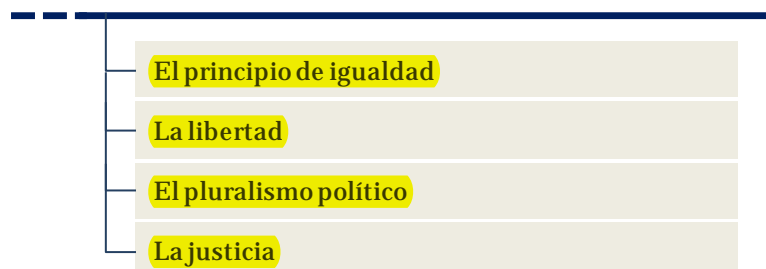 El principio de igualdad
La libertad
El pluralismo político
La justicia